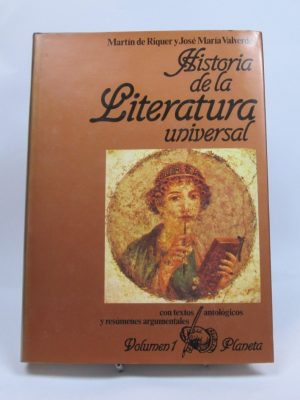 Martín de Riquer y José María Valverde
Historia
de la
Literatura
universal
con textos antológicos
y resúmenes argumentales
Volumen 1 Planeta